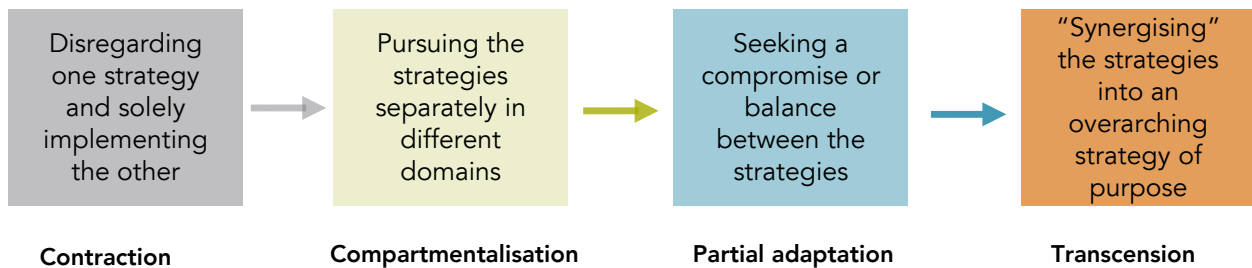 Disregarding
one strategy
and solely
implementing
the other
Pursuing the
strategies
separately in
different
domains
Seeking a
compromise or
balance
between the
strategies
“Synergising”
the strategies
into an
overarching
strategy of
purpose
Contraction
Compartmentalisation
Partial adaptation
Transcension